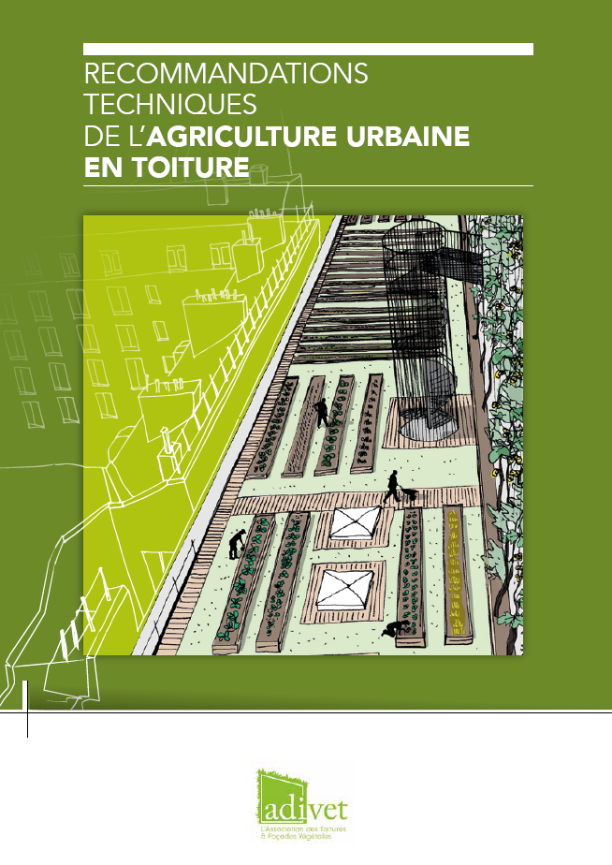 RECOMMANDATIONS
TECHNIQUES
DE L'AGRICULTURE URBAINE
EN TOITURE
adivet
L'Association des Toitures
& Façades Végétales